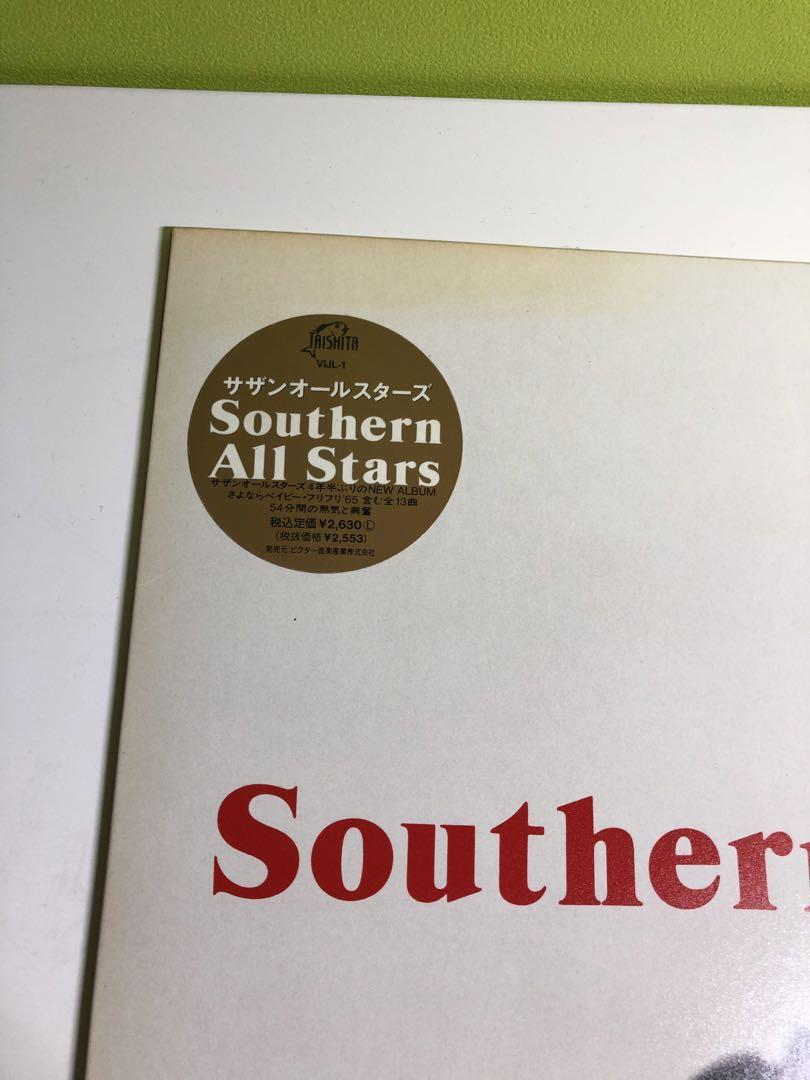 TAISHITA
VIJL-1
サザンオールスターズ
Southern
All Stars
サザンオールスターズ4年半ぶりのNEW ALBUM
さよならベイビー・フリフリ'65 含む全13曲
54分間の熱気と興奮
税込定価¥2,630Ⓛ
(税抜価格¥2,553)
発売元:ビクター音楽産業株式会社
Southern